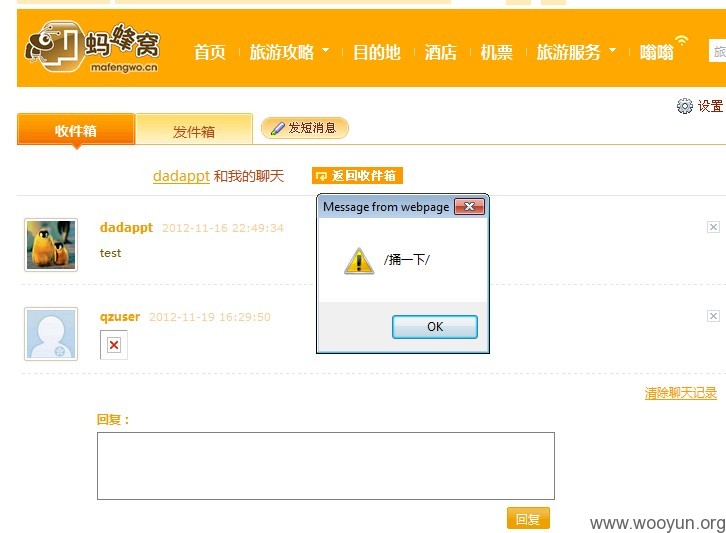 蚂蜂窝
mafengwo.cn
首页 旅游攻略 目的地 酒店 机票 旅游服务 嗡嗡 旅
设置
收件箱 发件箱 发短消息
dadappt 和我的聊天 返回收件箱
Message from webpage
dadappt 2012-11-16 22:49:34
test
/捅一下/
OK
qzuser 2012-11-19 16:29:50
清除聊天记录
回复：
回复
www.wooyun.org